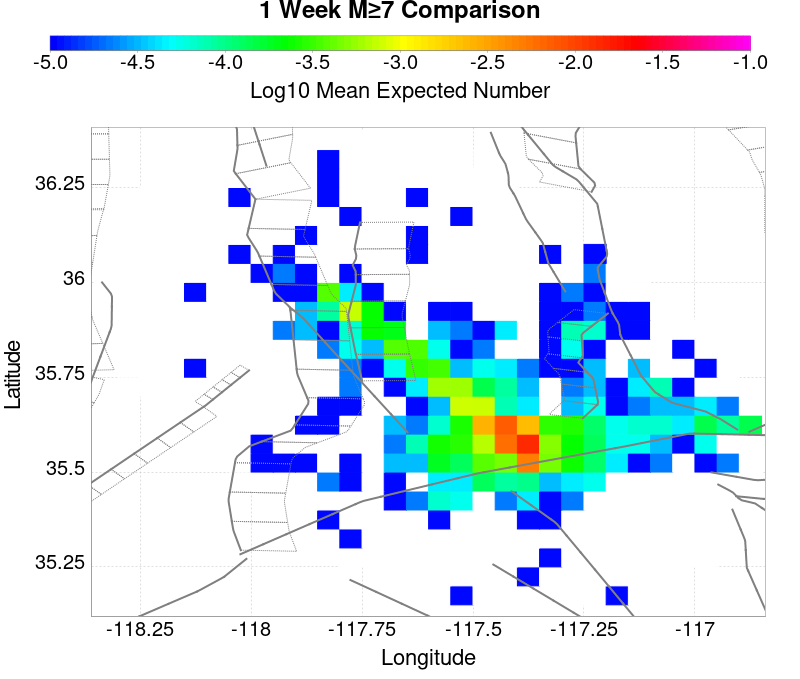 1 Week M≥7 Comparison
-5.0 -4.5 -4.0 -3.5 -3.0 -2.5 -2.0 -1.5 -1.0
Log10 Mean Expected Number
36.25
36
35.75
35.5
35.25
Latitude
-118.25 -118 -117.75 -117.5 -117.25 -117
Longitude